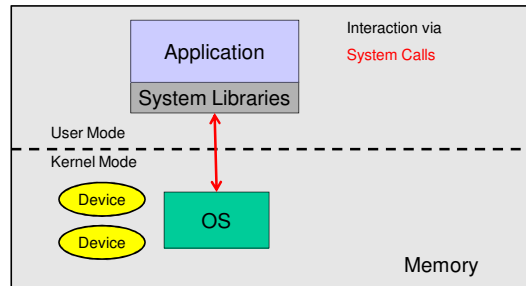 Application
System Libraries
Interaction via
System Calls
User Mode
Kernel Mode
Device
Device
OS
Memory